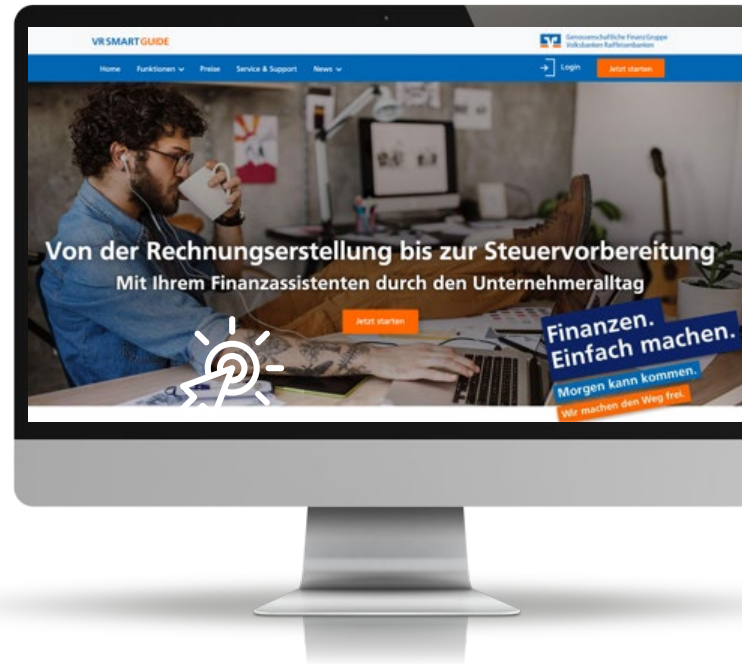 VR SMART GUIDE
Genossenschaftliche FinanzGruppe
Volksbanken Raiffeisenbanken
Home Funktionen Preise Service & Support News Login Jetzt starten
Von der Rechnungserstellung bis zur Steuervorbereitung
Mit Ihrem Finanzassistenten durch den Unternehmeralltag
Jetzt starten
Finanzen.
Einfach machen.
Morgen kann kommen.
Wir machen den Weg frei.